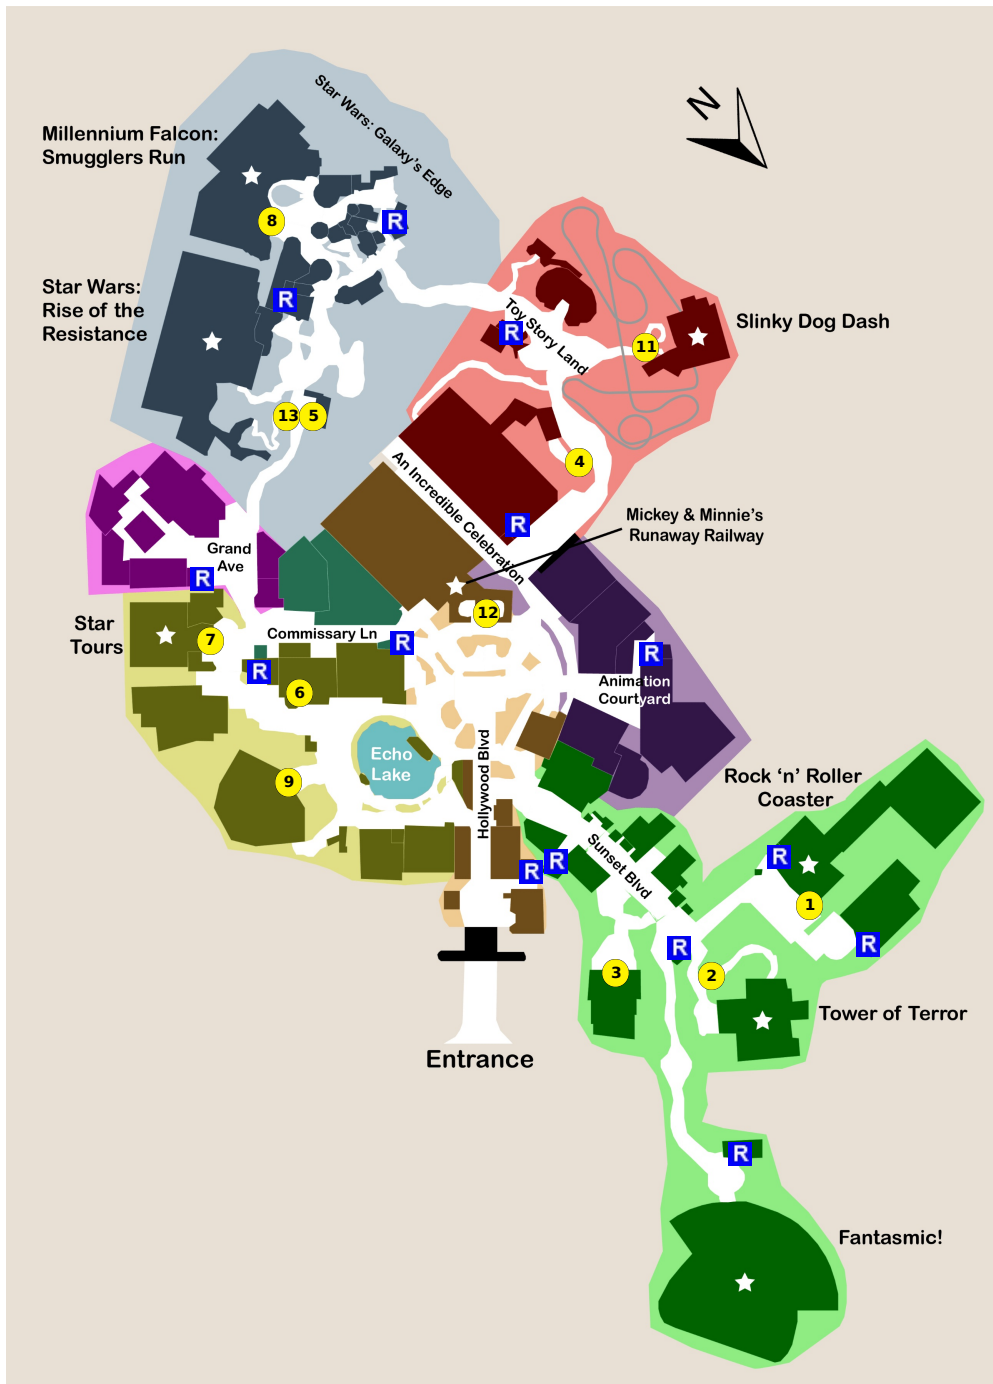 Star Wars: Galaxy's Edge
N
Millennium Falcon:
Smugglers Run
8
R
Star Wars:
Rise of the
Resistance
R
Toy Story Land
R
11
Slinky Dog Dash
13
5
4
An Incredible Celebration
R
Mickey & Minnie's
Runaway Railway
Grand
Ave
R
12
Star
Tours
7
Commissary Ln
R
R
6
R
Animation
Courtyard
Echo
Lake
9
Hollywood Blvd
Rock 'n' Roller
Coaster
Sunset Blvd
R
R
R
1
R
R
3
2
Tower of Terror
Entrance
R
Fantasmic!